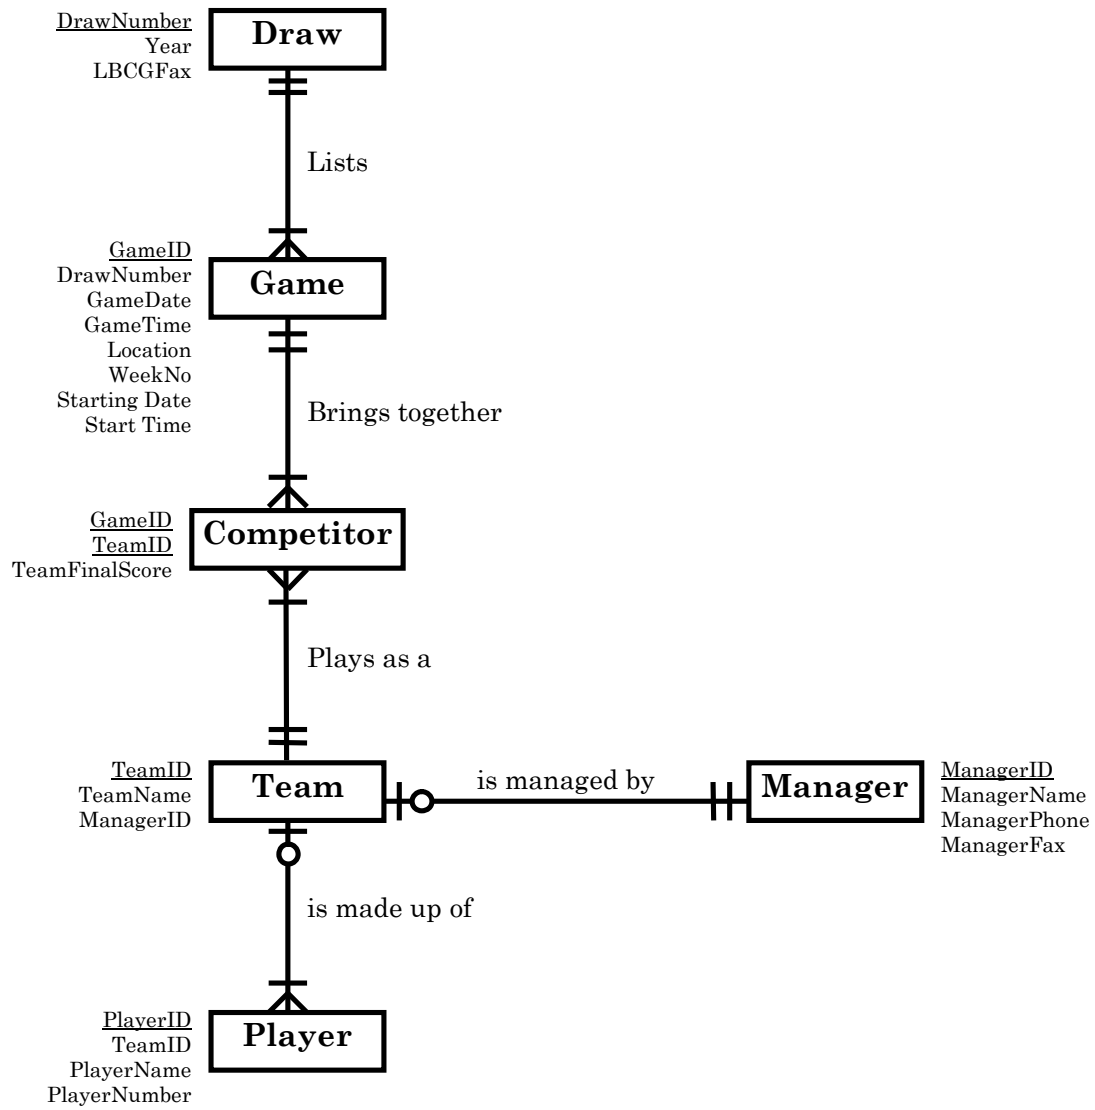 DrawNumber
Year
LBCGFax
Draw
Lists
GameID
DrawNumber
GameDate
GameTime
Location
WeekNo
Starting Date
Start Time
Game
Brings together
GameID
TeamID
TeamFinalScore
Competitor
Plays as a
TeamID
TeamName
ManagerID
Team
is managed by
Manager
ManagerID
ManagerName
ManagerPhone
ManagerFax
is made up of
PlayerID
TeamID
PlayerName
PlayerNumber
Player